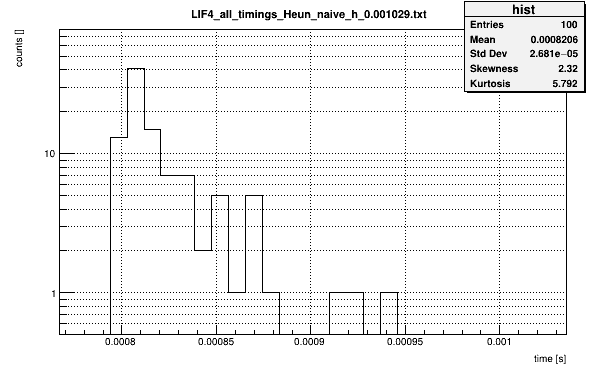 LIF4_all_timings_Heun_naive_h_0.001029.txt
hist
Entries 100
Mean 0.0008206
Std Dev 2.681e−05
Skewness 2.32
Kurtosis 5.792
counts []
10
1
0.0008 0.00085 0.0009 0.00095 0.001
time [s]